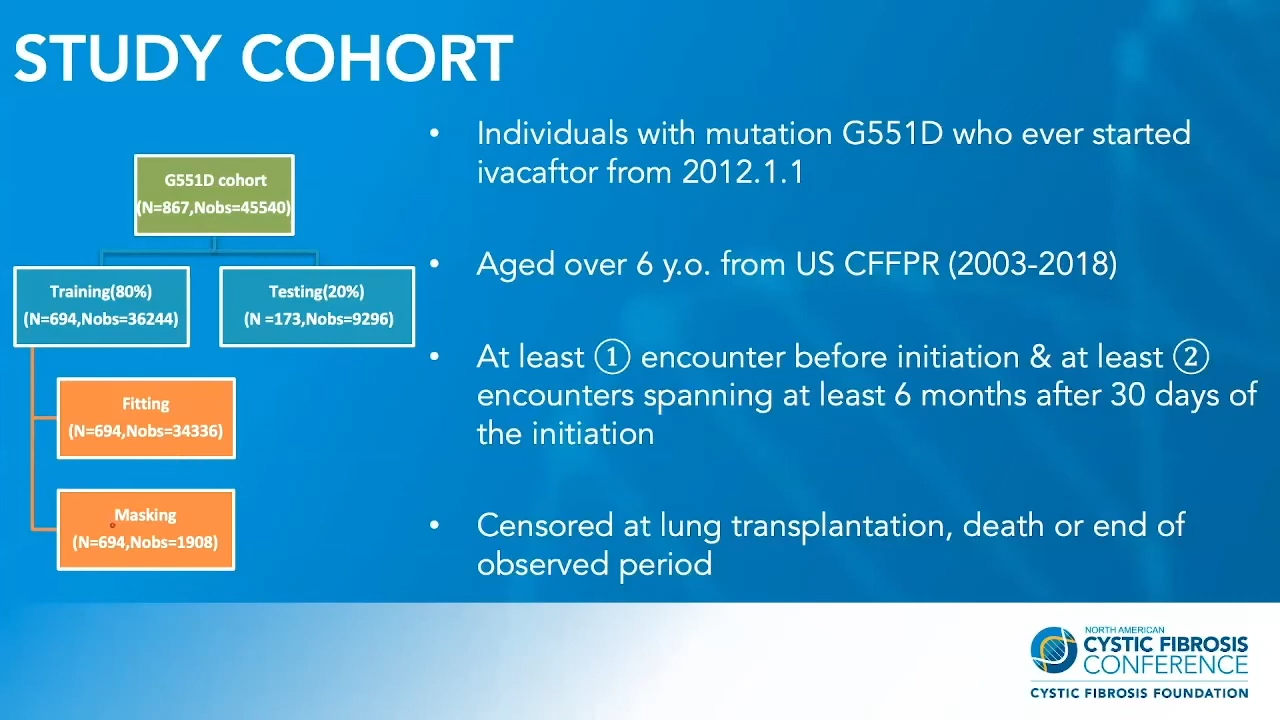 STUDY COHORT
G551D cohort
(N=867,Nobs=45540)
Training(80%)
(N=694,Nobs=36244)
Testing(20%)
(N =173,Nobs=9296)
Fitting
(N=694,Nobs=34336)
Masking
(N=694,Nobs=1908)
• Individuals with mutation G551D who ever started
ivacaftor from 2012.1.1
• Aged over 6 y.o. from US CFFPR (2003-2018)
• At least ① encounter before initiation & at least ②
encounters spanning at least 6 months after 30 days of
the initiation
• Censored at lung transplantation, death or end of
observed period
NORTH AMERICAN
CYSTIC FIBROSIS
CONFERENCE
CYSTIC FIBROSIS FOUNDATION